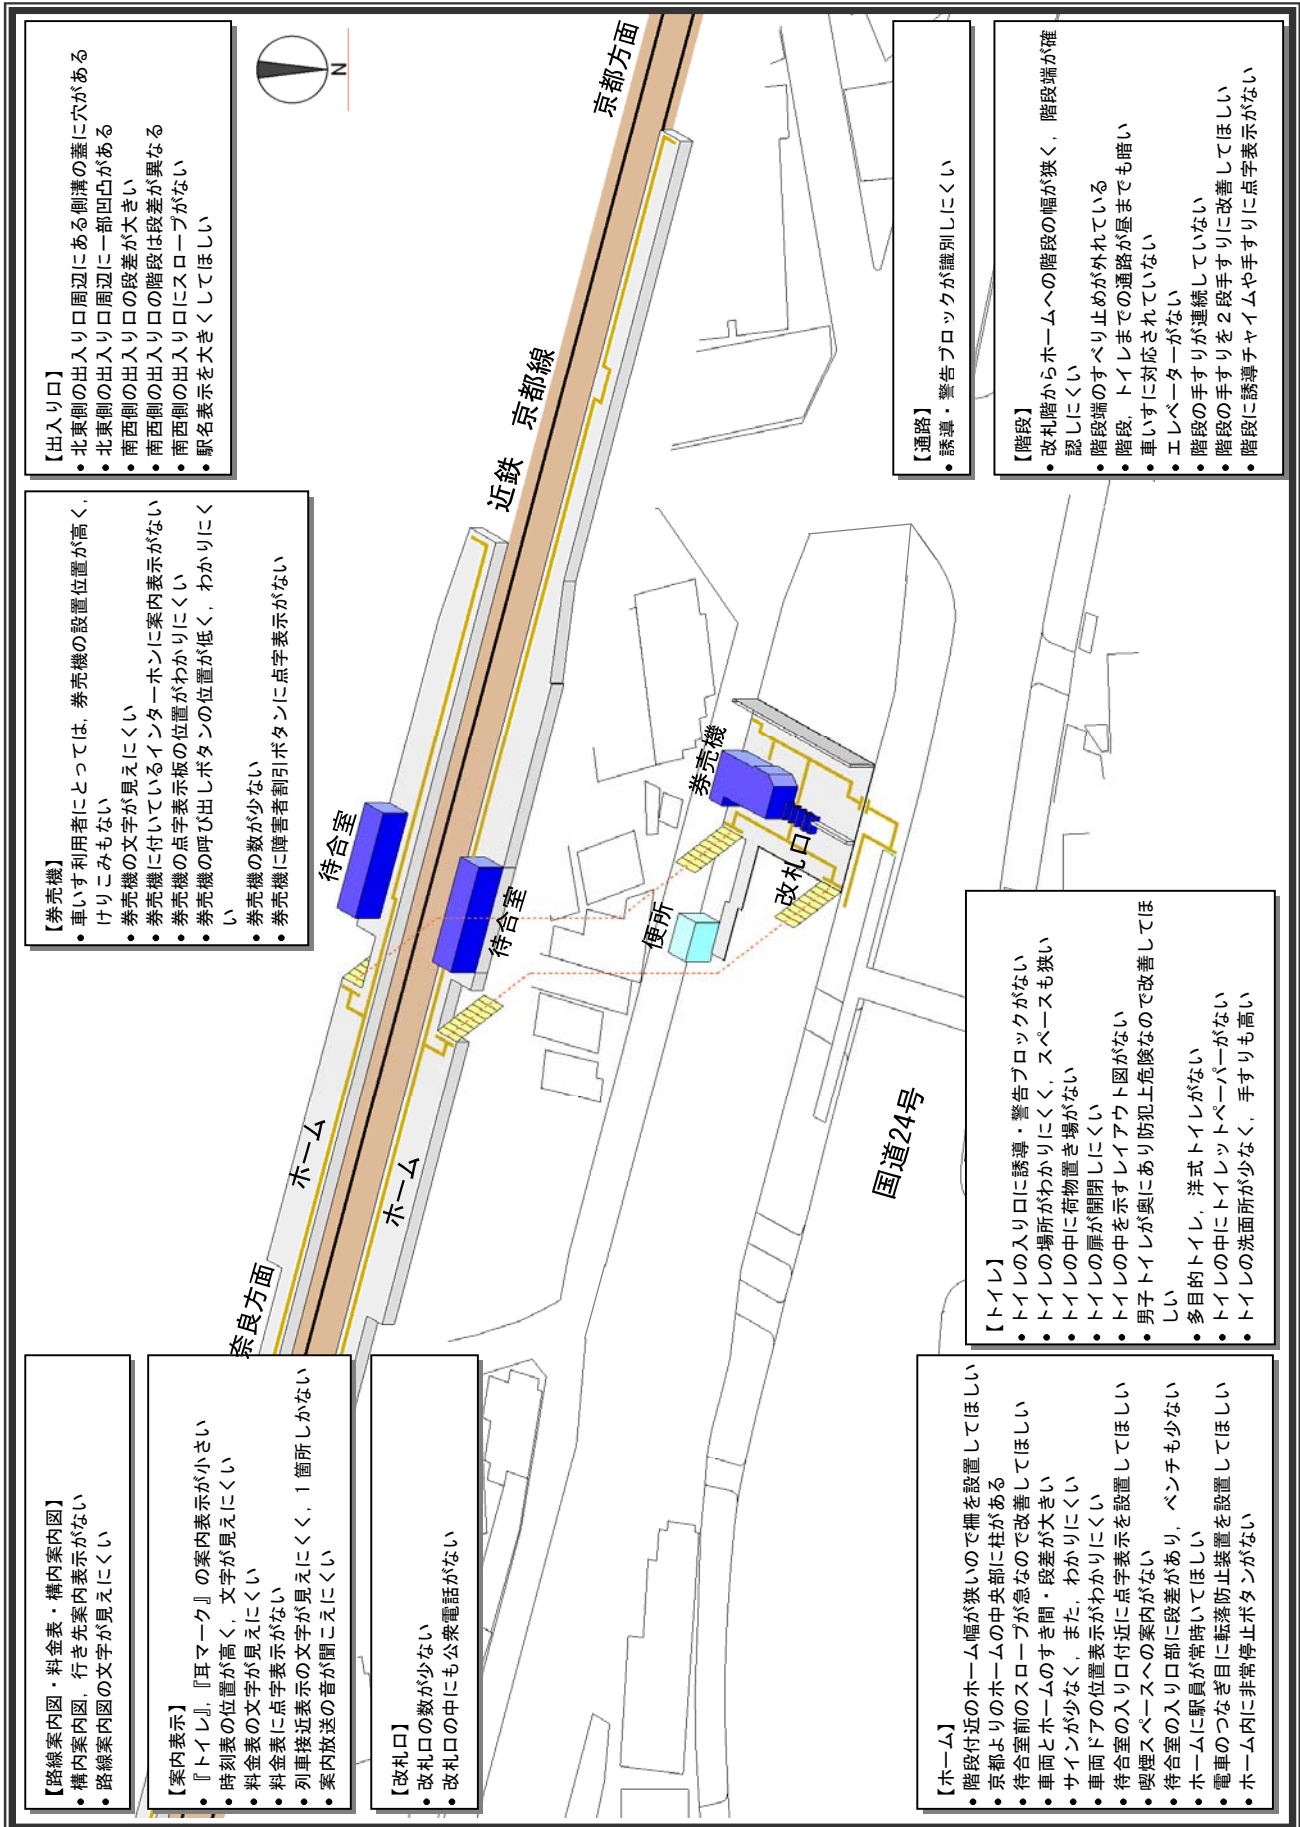 【路線案内図・料金表・構内案内図】
• 構内案内図，行き先案内表示がない
• 路線案内図の文字が見えにくい
【案内表示】
• 『トイレ』，『耳マーク』の案内表示が小さい
• 時刻表の位置が高く，文字が見えにくい
• 料金表の文字が見えにくい
• 料金表に点字表示がない
• 列車接近表示の文字が見えにくく，１箇所しかない
• 案内放送の音が聞こえにくい
【改札口】
• 改札口の数が少ない
• 改札口の中にも公衆電話がない
【券売機】
• 車いす利用者にとっては，券売機の設置位置が高く，
けりこみもない
• 券売機の文字が見えにくい
• 券売機に付いているインターホンに案内表示がない
• 券売機の点字表示板の位置がわかりにくい
• 券売機の呼び出しボタンの位置が低く，わかりにく
い
• 券売機の数が少ない
• 券売機に障害者割引ボタンに点字表示がない
【出入り口】
• 北東側の出入り口周辺にある側溝の蓋に穴がある
• 北東側の出入り口周辺に一部凹凸がある
• 南西側の出入り口の段差が大きい
• 南西側の出入り口の階段は段差が異なる
• 南西側の出入り口にスロープがない
• 駅名表示を大きくしてほしい
N
奈良方面
ホーム
ホーム
待合室
待合室
近鉄　京都線
京都方面
便所
改札口
券売機
国道24号
【ホーム】
• 階段付近のホーム幅が狭いので柵を設置してほしい
• 京都よりのホームの中央部に柱がある
• 待合室前のスロープが急なので改善してほしい
• 車両とホームのすき間・段差が大きい
• サインが少なく，また，わかりにくい
• 車両ドアの位置表示がわかりにくい
• 待合室の入り口付近に点字表示を設置してほしい
• 喫煙スペースへの案内がない
• 待合室の入り口部に段差があり，ベンチも少ない
• ホームに駅員が常時いてほしい
• 電車のつなぎ目に転落防止装置を設置してほしい
• ホーム内に非常停止ボタンがない
【トイレ】
• トイレの入り口に誘導・警告ブロックがない
• トイレの場所がわかりにくく，スペースも狭い
• トイレの中に荷物置き場がない
• トイレの扉が開閉しにくい
• トイレの中を示すレイアウト図がない
• 男子トイレが奥にあり防犯上危険なので改善してほ
しい
• 多目的トイレ，洋式トイレがない
• トイレの中にトイレットペーパーがない
• トイレの洗面所が少なく，手すりも高い
【通路】
• 誘導・警告ブロックが識別しにくい
【階段】
• 改札階からホームへの階段の幅が狭く，階段端が確
認しにくい
• 階段端のすべり止めが外れている
• 階段，トイレまでの通路が昼までも暗い
• 車いすに対応されていない
• エレベーターがない
• 階段の手すりが連続していない
• 階段の手すりを２段手すりに改善してほしい
• 階段に誘導チャイムや手すりに点字表示がない